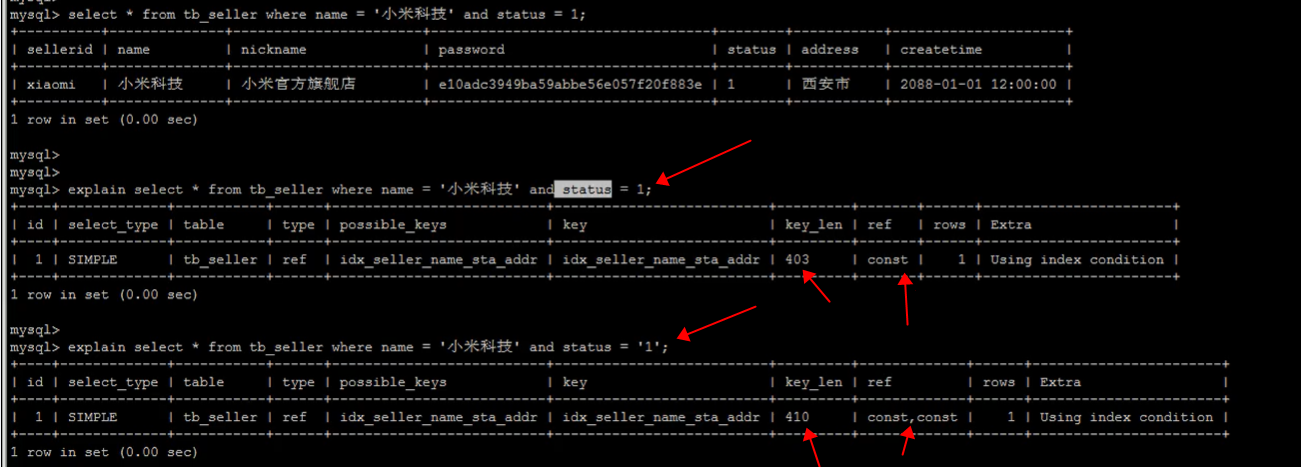 mysql> select * from tb_seller where name = '小米科技' and status = 1;
| sellerid | name | nickname | password | status | address | createtime |
| xiaomi | 小米科技 | 小米官方旗舰店 | e10adc3949ba59abbe56e057f20f883e | 1 | 西安市 | 2088-01-01 12:00:00 |
1 row in set (0.00 sec)
mysql>
mysql>
mysql> explain select * from tb_seller where name = '小米科技' and status = 1;
| id | select_type | table | type | possible_keys | key | key_len | ref | rows | Extra |
| 1 | SIMPLE | tb_seller | ref | idx_seller_name_sta_addr | idx_seller_name_sta_addr | 403 | const | 1 | Using index condition |
1 row in set (0.00 sec)
mysql>
mysql> explain select * from tb_seller where name = '小米科技' and status = '1';
| id | select_type | table | type | possible_keys | key | key_len | ref | rows | Extra |
| 1 | SIMPLE | tb_seller | ref | idx_seller_name_sta_addr | idx_seller_name_sta_addr | 410 | const,const | 1 | Using index condition |
1 row in set (0.00 sec)